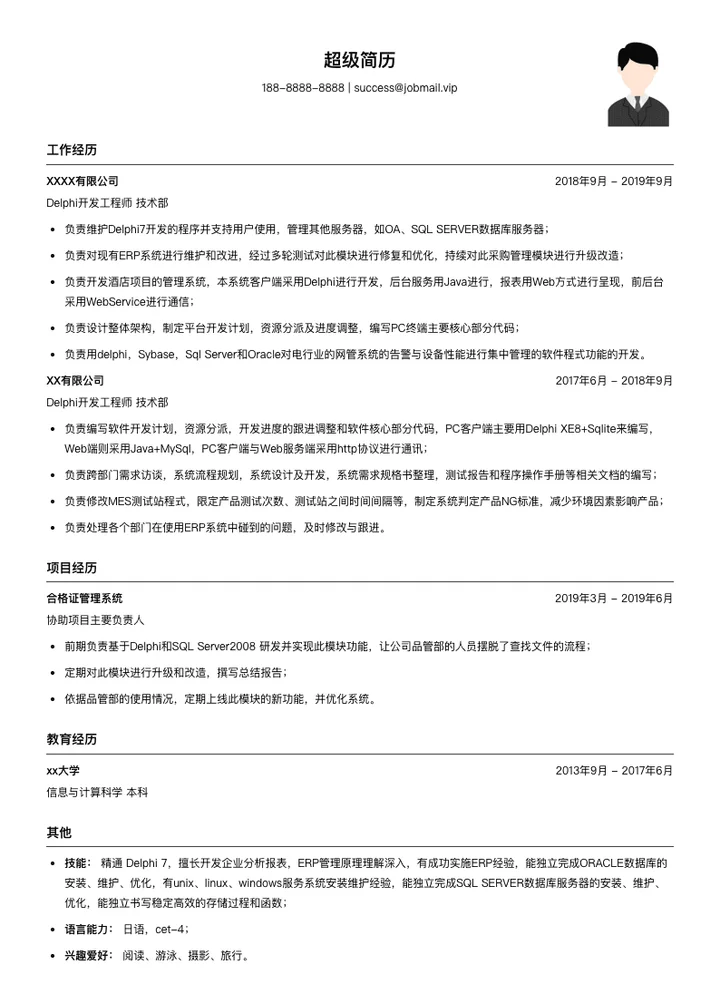 超级简历
188-8888-8888 | success@jobmail.vip
工作经历
XXXX有限公司 2018年9月 – 2019年9月
Delphi开发工程师 技术部
• 负责维护Delphi7开发的程序并支持用户使用，管理其他服务器，如OA、SQL SERVER数据库服务器；
• 负责对现有ERP系统进行维护和改进，经过多轮测试对此模块进行修复和优化，持续对此采购管理模块进行升级改造；
• 负责开发酒店项目的管理系统，本系统客户端采用Delphi进行开发，后台服务用Java进行，报表用Web方式进行呈现，前后台
采用WebService进行通信；
• 负责设计整体架构，制定平台开发计划，资源分派及进度调整，编写PC终端主要核心部分代码；
• 负责用delphi，Sybase，Sql Server和Oracle对电行业的网管系统的告警与设备性能进行集中管理的软件程式功能的开发。
XX有限公司 2017年6月 – 2018年9月
Delphi开发工程师 技术部
• 负责编写软件开发计划，资源分派，开发进度的跟进调整和软件核心部分代码，PC客户端主要用Delphi XE8+Sqlite来编写，
Web端则采用Java+MySql，PC客户端与Web服务端采用http协议进行通讯；
• 负责跨部门需求访谈，系统流程规划，系统设计及开发，系统需求规格书整理，测试报告和程序操作手册等相关文档的编写；
• 负责修改MES测试站程式，限定产品测试次数、测试站之间时间间隔等，制定系统判定产品NG标准，减少环境因素影响产品；
• 负责处理各个部门在使用ERP系统中碰到的问题，及时修改与跟进。
项目经历
合格证管理系统 2019年3月 – 2019年6月
协助项目主要负责人
• 前期负责基于Delphi和SQL Server2008 研发并实现此模块功能，让公司品管部的人员摆脱了查找文件的流程；
• 定期对此模块进行升级和改造，撰写总结报告；
• 依据品管部的使用情况，定期上线此模块的新功能，并优化系统。
教育经历
xx大学 2013年9月 – 2017年6月
信息与计算科学 本科
其他
• 技能： 精通 Delphi 7，擅长开发企业分析报表，ERP管理原理理解深入，有成功实施ERP经验，能独立完成ORACLE数据库的
安装、维护、优化，有unix、linux、windows服务系统安装维护经验，能独立完成SQL SERVER数据库服务器的安装、维护、
优化，能独立书写稳定高效的存储过程和函数；
• 语言能力： 日语，cet-4；
• 兴趣爱好： 阅读、游泳、摄影、旅行。